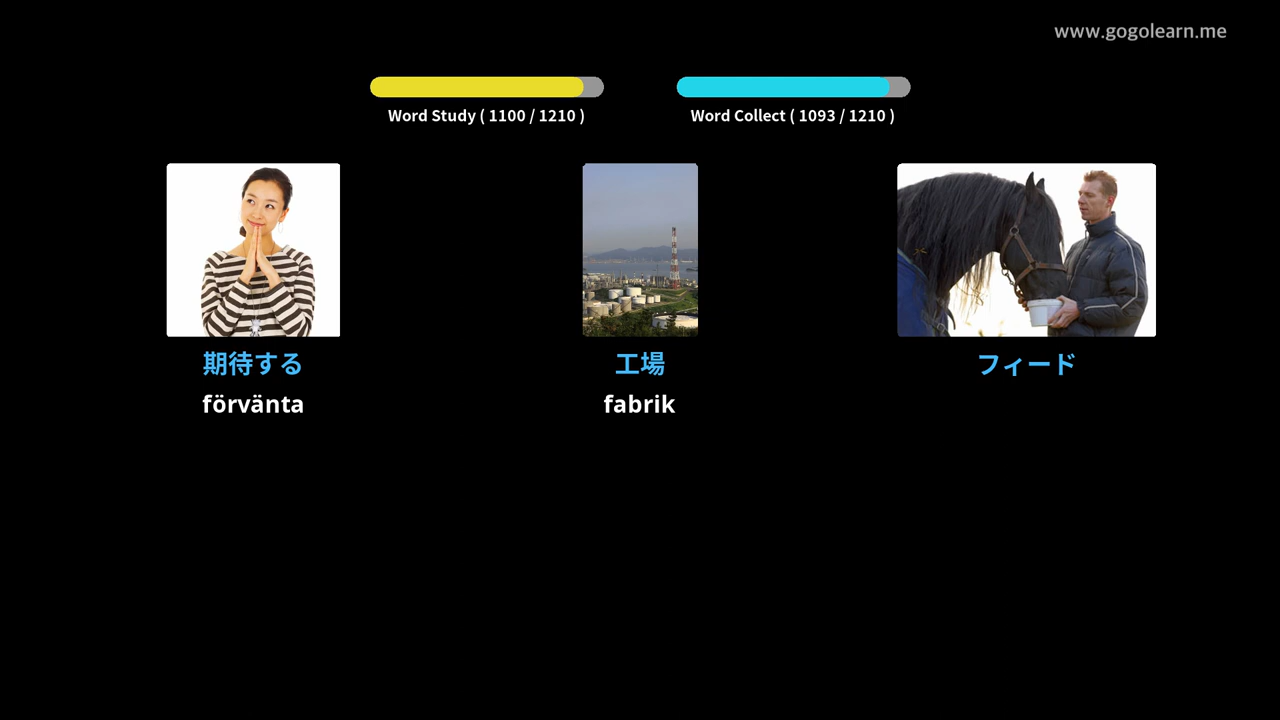 www.gogolearn.me
Word Study ( 1100 / 1210 )
Word Collect ( 1093 / 1210 )
期待する
工場
フィード
förvänta
fabrik